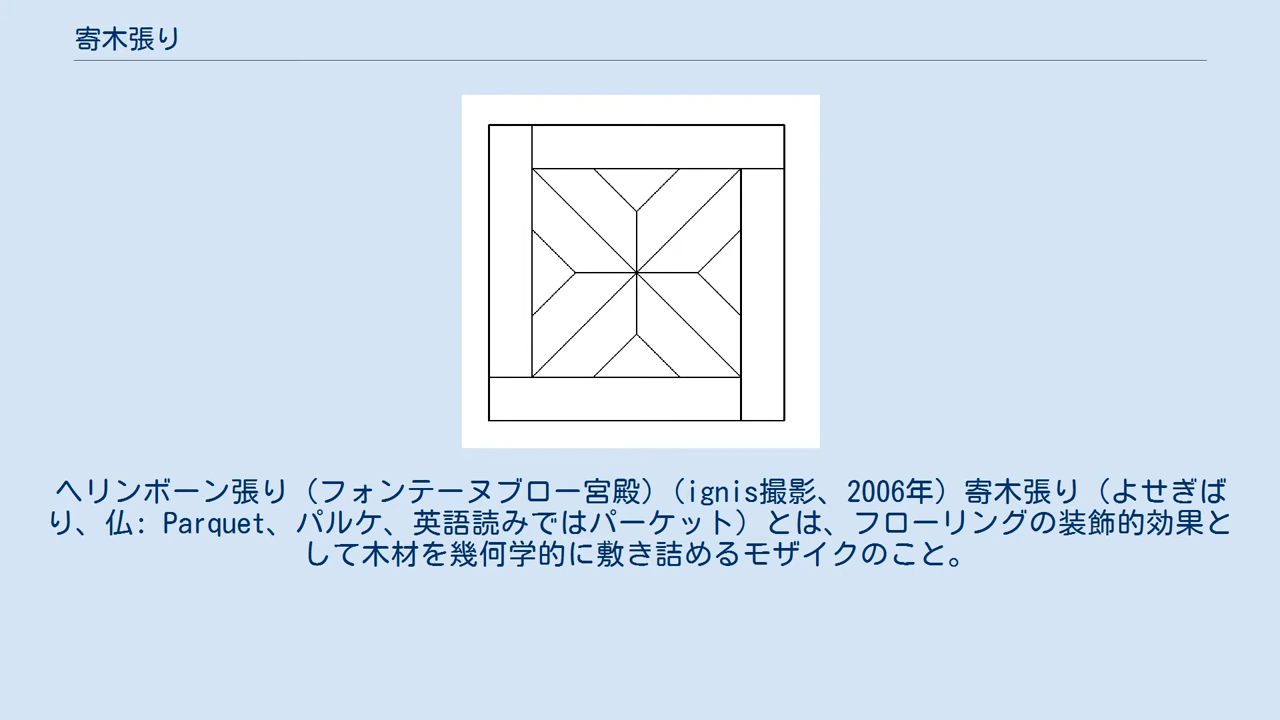 寄木張り
ヘリンボーン張り（フォンテーヌブロー宮殿）（ignis撮影、2006年）寄木張り（よせぎば
り、仏: Parquet、パルケ、英語読みではパーケット）とは、フローリングの装飾的効果と
して木材を幾何学的に敷き詰めるモザイクのこと。